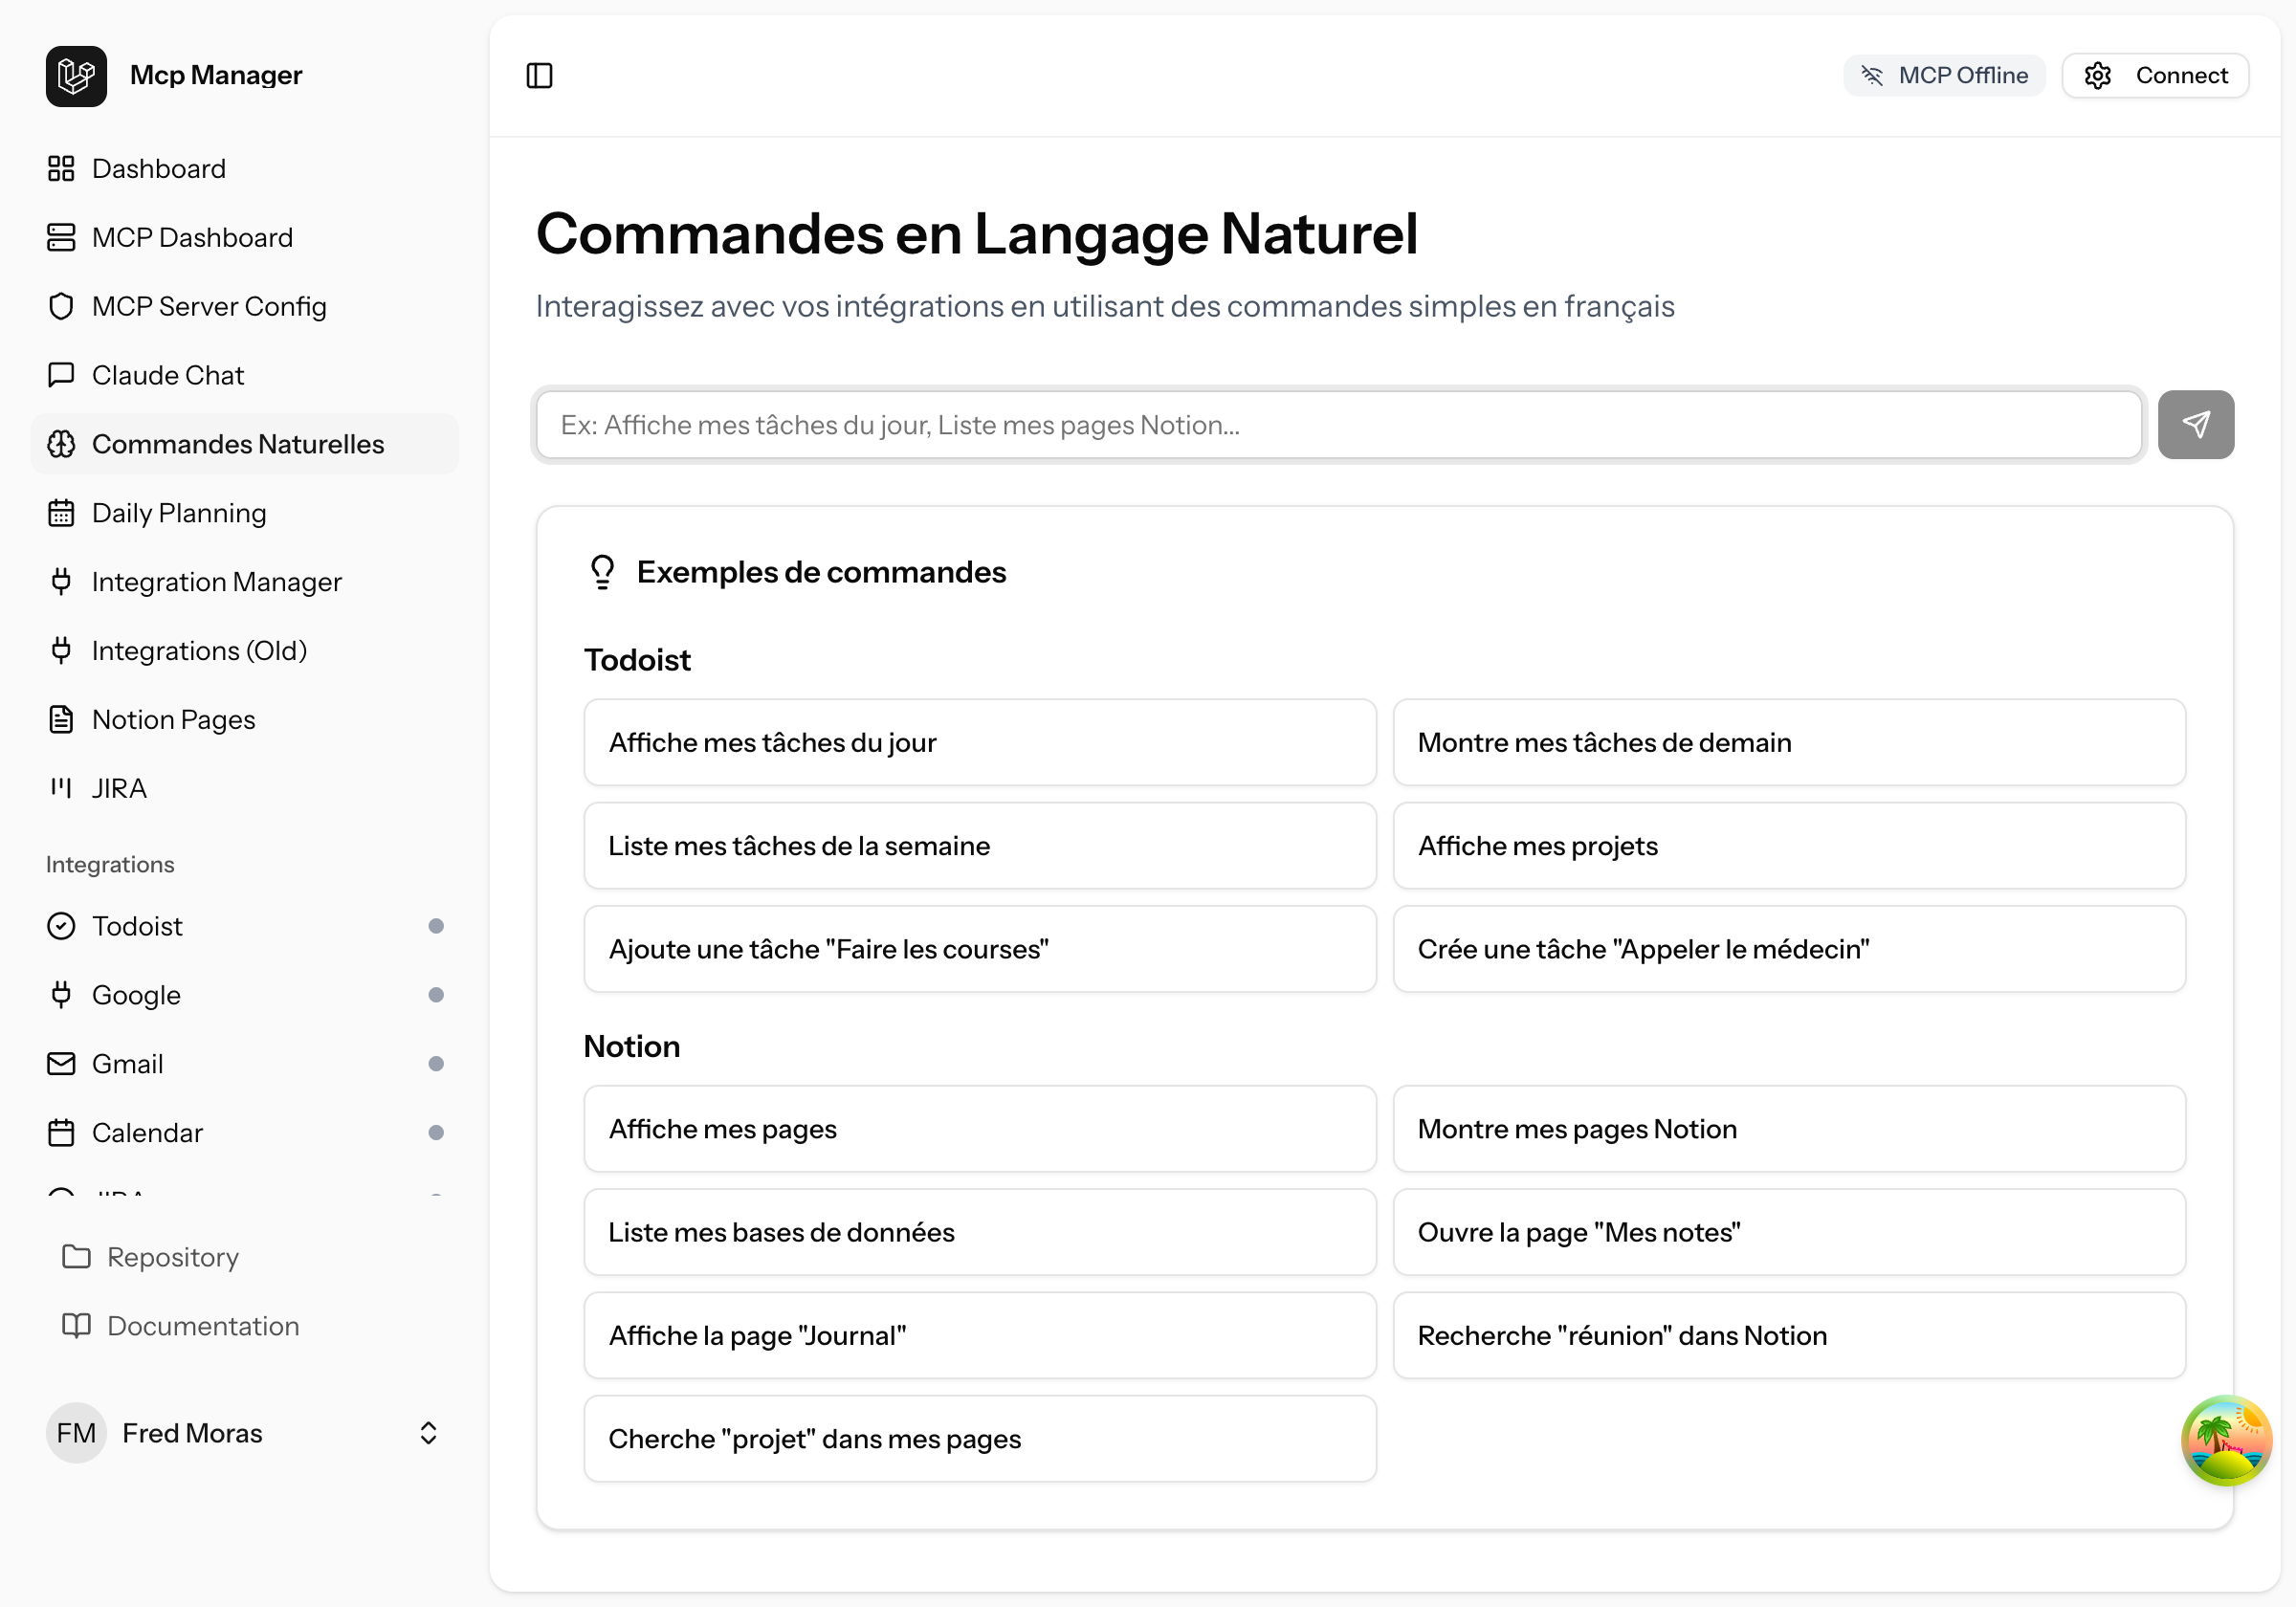 Mcp Manager
Dashboard
MCP Dashboard
MCP Server Config
Claude Chat
Commandes Naturelles
Daily Planning
Integration Manager
Integrations (Old)
Notion Pages
JIRA
Integrations
Todoist
Google
Gmail
Calendar
JIRA
Repository
Documentation
FM Fred Moras
MCP Offline
Connect
Commandes en Langage Naturel
Interagissez avec vos intégrations en utilisant des commandes simples en français
Ex: Affiche mes tâches du jour, Liste mes pages Notion...
Exemples de commandes
Todoist
Affiche mes tâches du jour
Montre mes tâches de demain
Liste mes tâches de la semaine
Affiche mes projets
Ajoute une tâche "Faire les courses"
Crée une tâche "Appeler le médecin"
Notion
Affiche mes pages
Montre mes pages Notion
Liste mes bases de données
Ouvre la page "Mes notes"
Affiche la page "Journal"
Recherche "réunion" dans Notion
Cherche "projet" dans mes pages